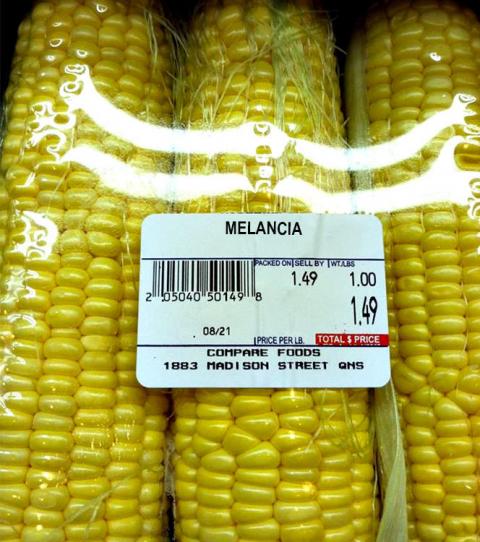 MELANCIA
PACKED ON SELL BY WT/LBS
1.49 1.00
2 05040 50149 8
1.49
08/21
PRICE PER LB. TOTAL $ PRICE
COMPARE FOODS
1883 MADISON STREET QNS